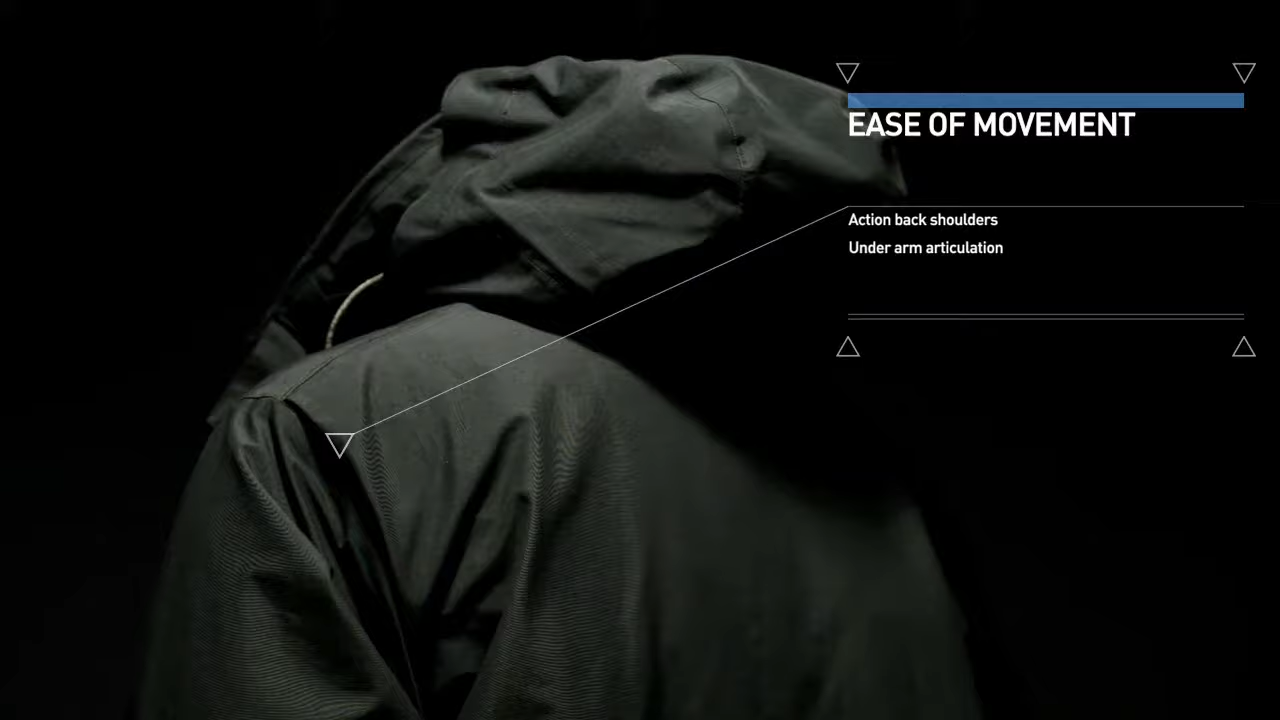 EASE OF MOVEMENT
Action back shoulders
Under arm articulation